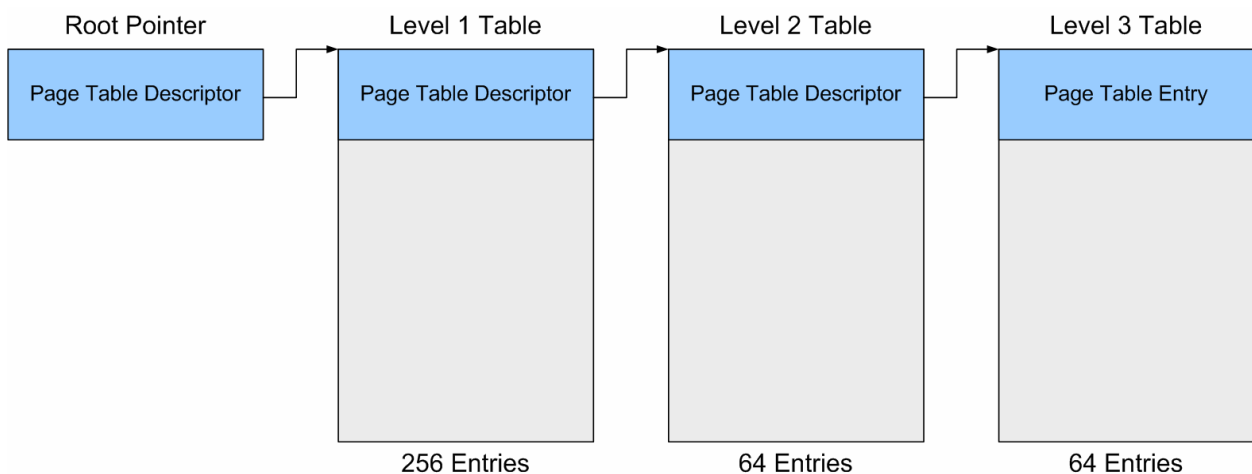 Root Pointer
Level 1 Table
Level 2 Table
Level 3 Table
Page Table Descriptor
Page Table Descriptor
Page Table Descriptor
Page Table Entry
256 Entries
64 Entries
64 Entries